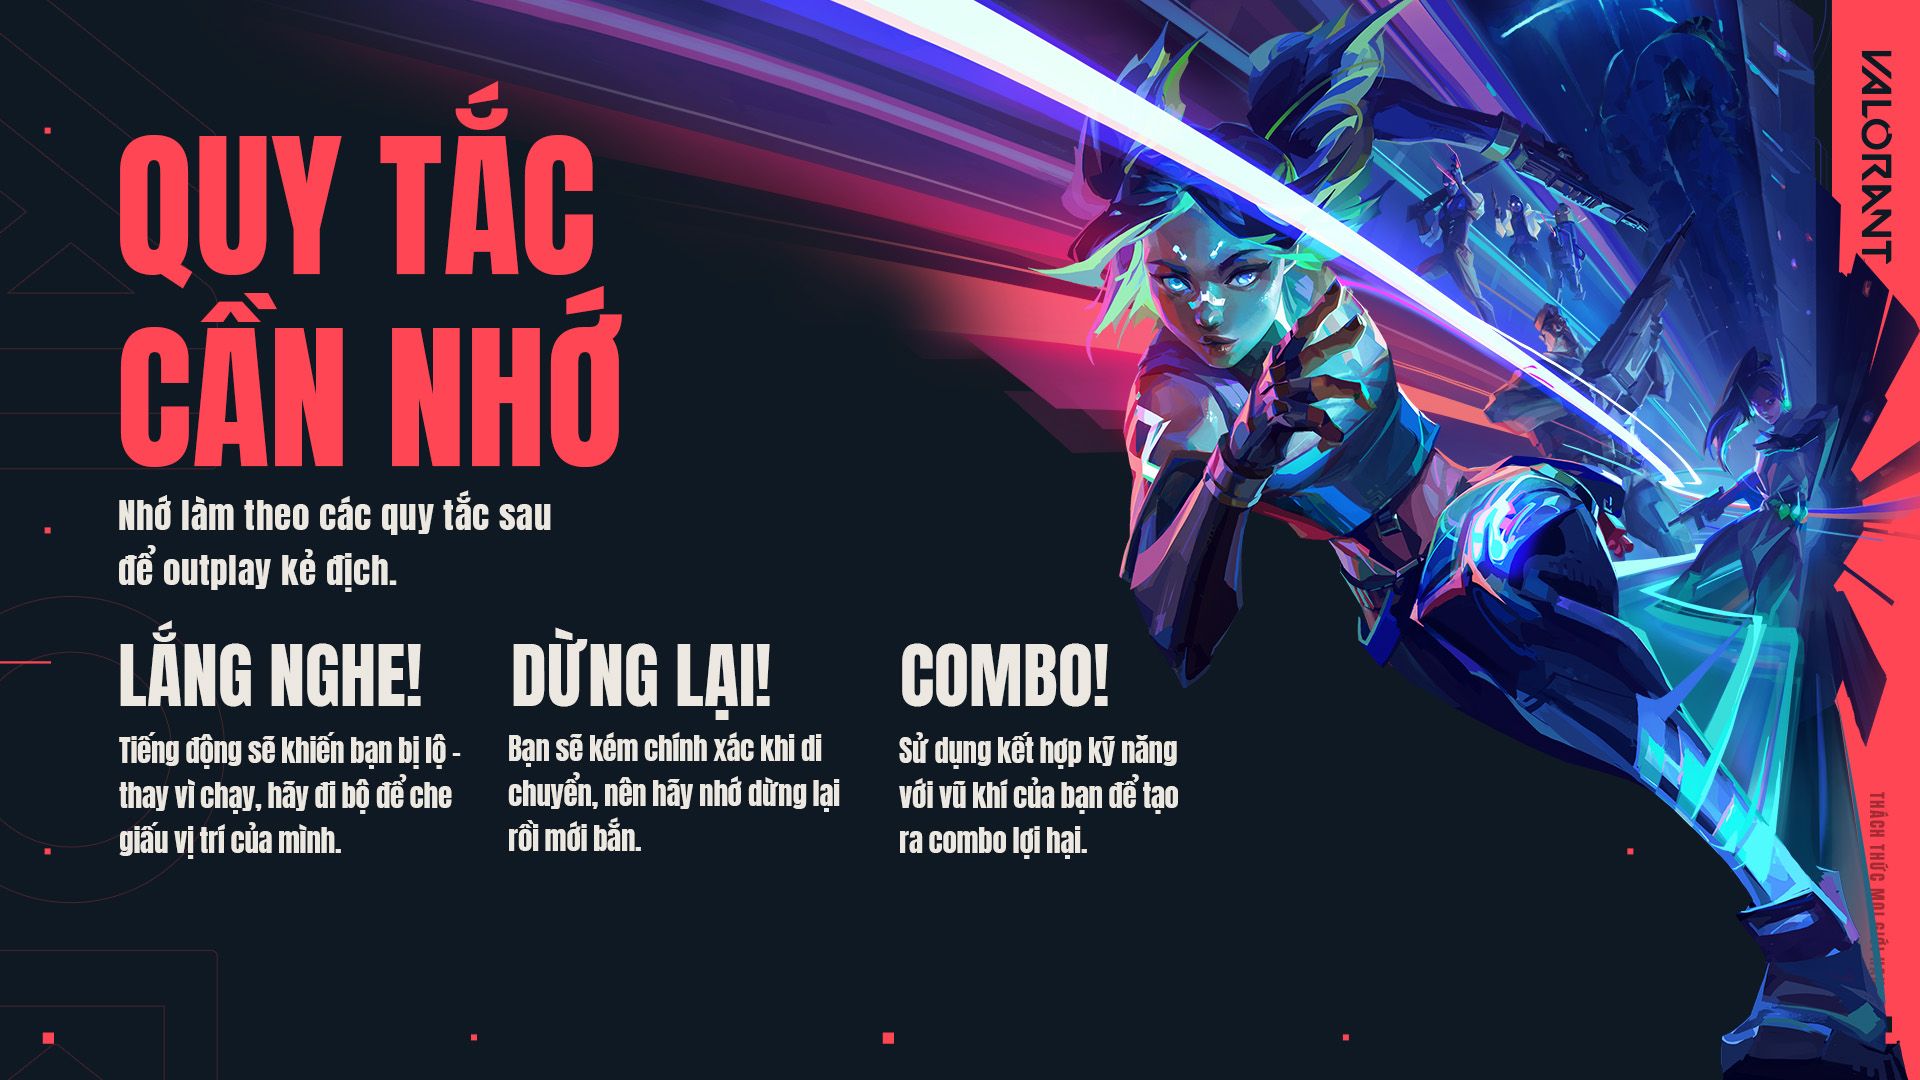 QUY TẮC
CẦN NHỚ
Nhớ làm theo các quy tắc sau
để outplay kẻ địch.
LẮNG NGHE!
Tiếng động sẽ khiến bạn bị lộ -
thay vì chạy, hãy đi bộ để che
giấu vị trí của mình.
DỪNG LẠI!
Bạn sẽ kém chính xác khi di
chuyển, nên hãy nhớ dừng lại
rồi mới bắn.
COMBO!
Sử dụng kết hợp kỹ năng
với vũ khí của bạn để tạo
ra combo lợi hại.
VALORANT
THÁCH THỨC MỌI GIỚI